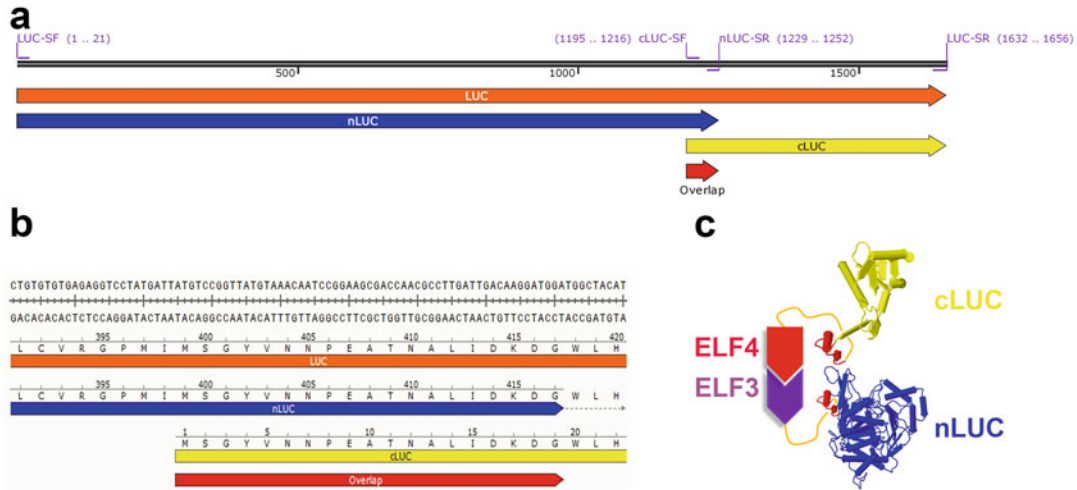 a
LUC-SF (1 .. 21)
(1195 .. 1216) cLUC-SF
nLUC-SR (1229 .. 1252)
LUC-SR (1632 .. 1656)
500
1000
1500
LUC
nLUC
cLUC
Overlap
b
CTGTGTGTGAGAGGTCCTATGATTATGTCCGGTTATGTAAACAATCCGGAAGCGACCAACGCCTTGATTGACAAGGATGGATGGCTACAT
GACACACACTCTCCAGGATACTAATACAGGCCAATACATTTGTTAGGCCTTCGCTGGTTGCGGAACTAACTGTTCCTACCTACCGATGTA
395 400 405 410 415 420
L C V R G P M I M S G Y V N N P E A T N A L I D K D G W L H
LUC
395 400 405 410 415
L C V R G P M I M S G Y V N N P E A T N A L I D K D G W L H
nLUC
1 5 10 15 20
M S G Y V N N P E A T N A L I D K D G W L H
cLUC
Overlap
c
cLUC
ELF4
ELF3
nLUC